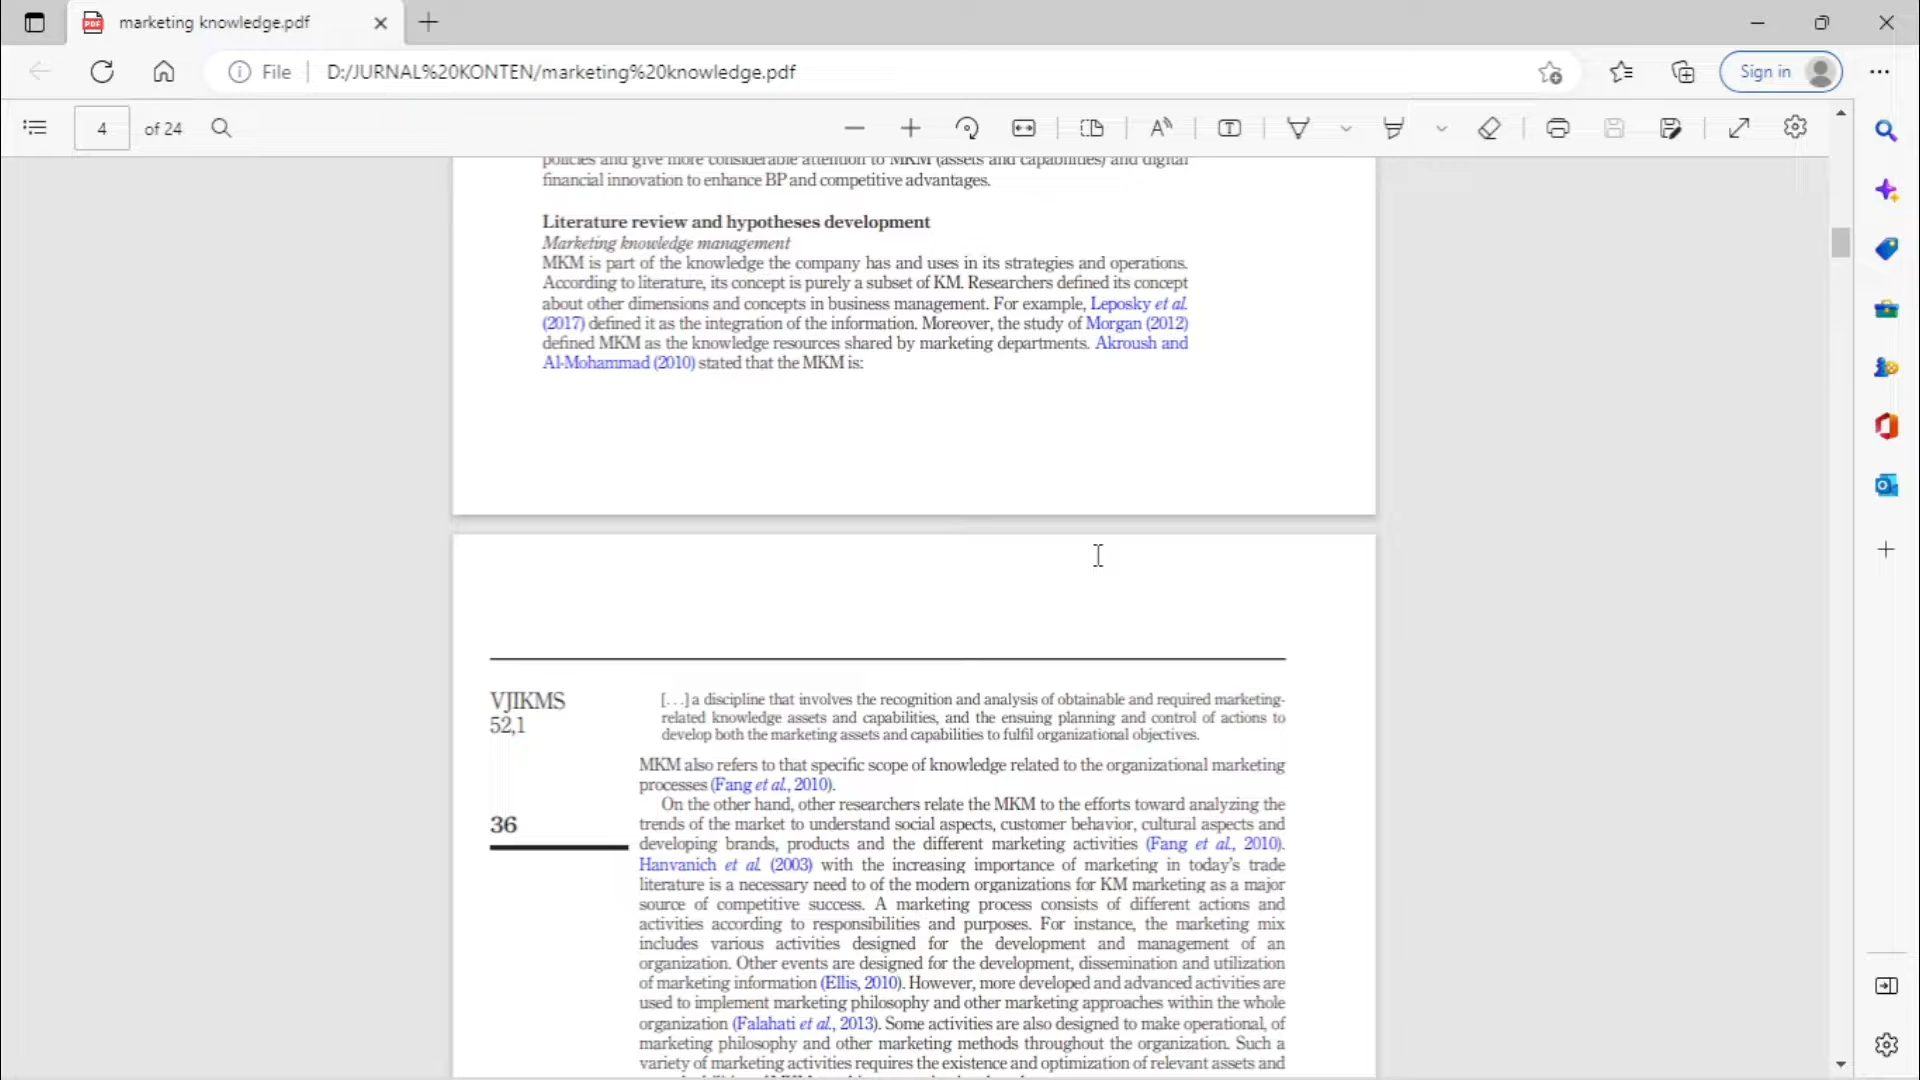 marketing knowledge.pdf
File
D:/JURNAL%20KONTEN/marketing%20knowledge.pdf
Sign in
4 of 24
policies and give more considerable attention to MKM (assets and capabilities) and digital
financial innovation to enhance BP and competitive advantages.
Literature review and hypotheses development
Marketing knowledge management
MKM is part of the knowledge the company has and uses in its strategies and operations.
According to literature, its concept is purely a subset of KM. Researchers defined its concept
about other dimensions and concepts in business management. For example, Leposky et al.
(2017) defined it as the integration of the information. Moreover, the study of Morgan (2012)
defined MKM as the knowledge resources shared by marketing departments. Akroush and
Al-Mohammad (2010) stated that the MKM is:
VJIKMS
52,1
36
[. . .] a discipline that involves the recognition and analysis of obtainable and required marketing-
related knowledge assets and capabilities, and the ensuing planning and control of actions to
develop both the marketing assets and capabilities to fulfil organizational objectives.
MKM also refers to that specific scope of knowledge related to the organizational marketing
processes (Fang et al., 2010).
On the other hand, other researchers relate the MKM to the efforts toward analyzing the
trends of the market to understand social aspects, customer behavior, cultural aspects and
developing brands, products and the different marketing activities (Fang et al., 2010).
Hanvanich et al. (2003) with the increasing importance of marketing in today's trade
literature is a necessary need to of the modern organizations for KM marketing as a major
source of competitive success. A marketing process consists of different actions and
activities according to responsibilities and purposes. For instance, the marketing mix
includes various activities designed for the development and management of an
organization. Other events are designed for the development, dissemination and utilization
of marketing information (Ellis, 2010). However, more developed and advanced activities are
used to implement marketing philosophy and other marketing approaches within the whole
organization (Falahati et al., 2013). Some activities are also designed to make operational, of
marketing philosophy and other marketing methods throughout the organization. Such a
variety of marketing activities requires the existence and optimization of relevant assets and